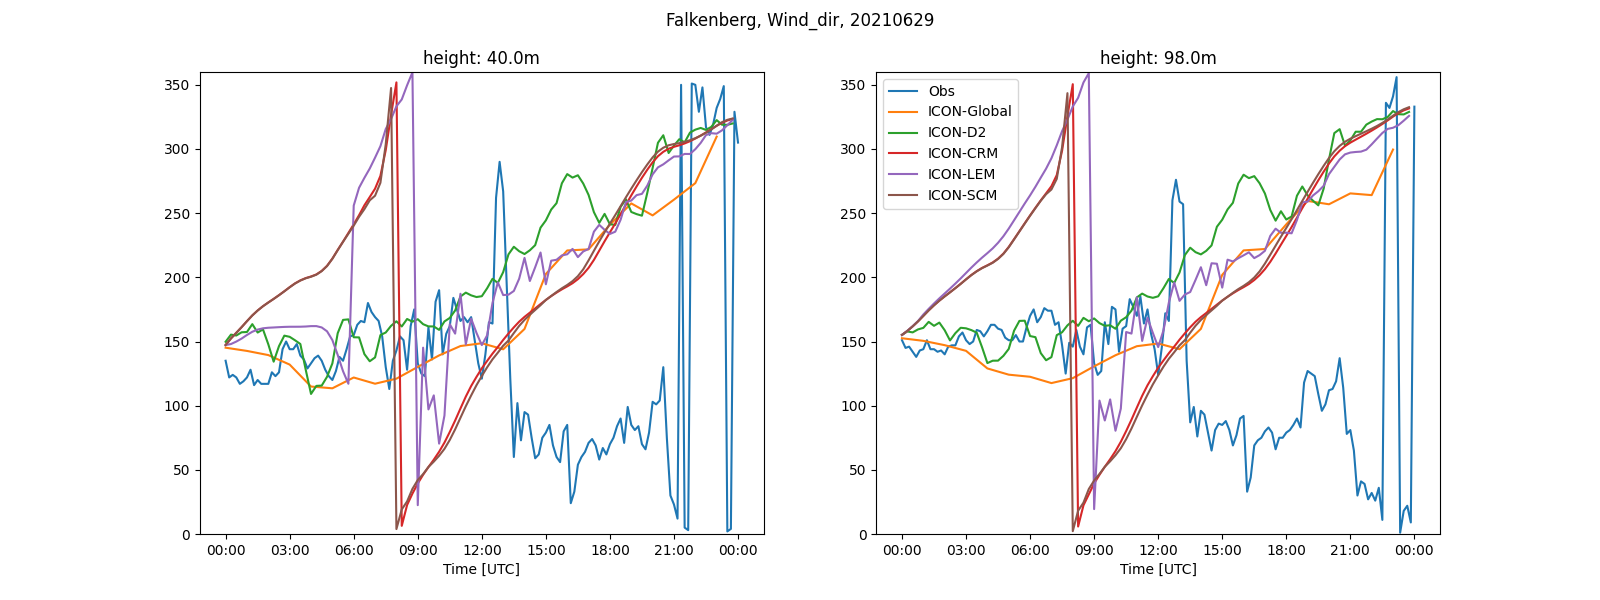 Falkenberg, Wind_dir, 20210629
height: 40.0m
350
300
250
200
150
100
50
0
00:00 03:00 06:00 09:00 12:00 15:00 18:00 21:00 00:00
Time [UTC]
height: 98.0m
Obs
ICON-Global
ICON-D2
ICON-CRM
ICON-LEM
ICON-SCM
350
300
250
200
150
100
50
0
00:00 03:00 06:00 09:00 12:00 15:00 18:00 21:00 00:00
Time [UTC]